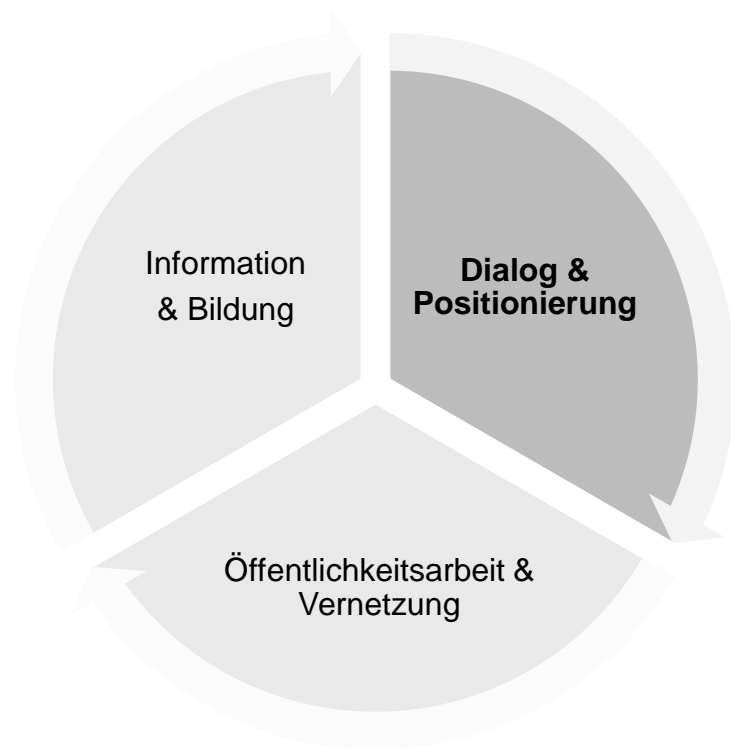 Information
& Bildung
Dialog &
Positionierung
Öffentlichkeitsarbeit &
Vernetzung